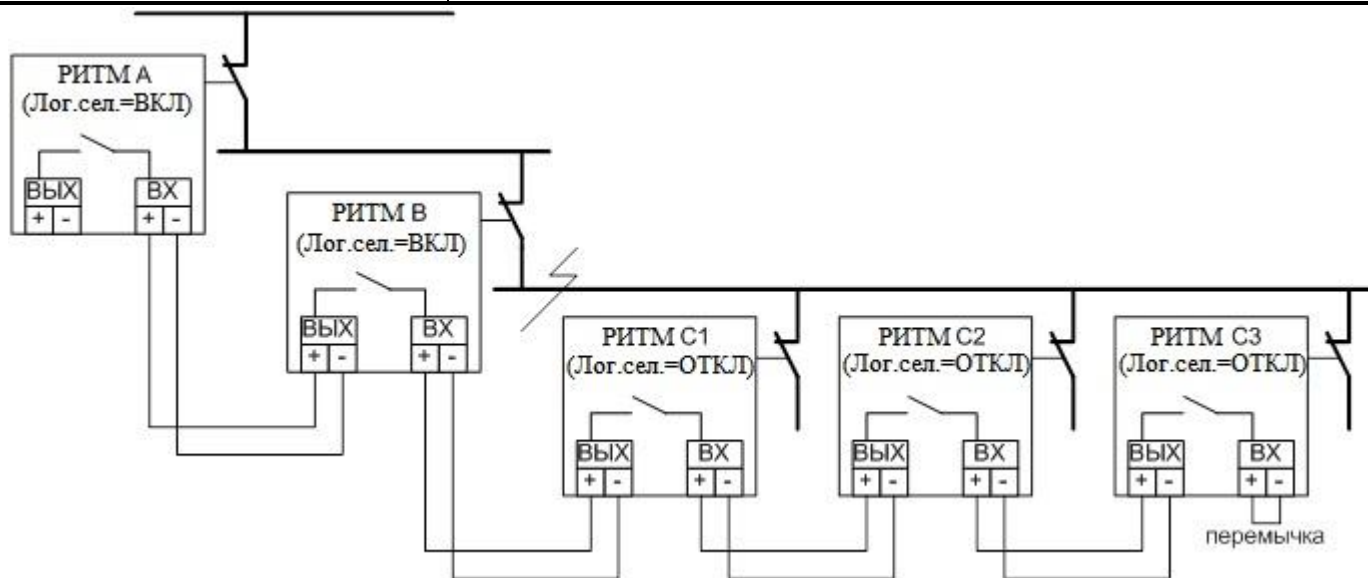 РИТМ А
(Лог.сел.=ВКЛ)
ВЫХ ВХ
+ - + -
РИТМ В
(Лог.сел.=ВКЛ)
ВЫХ ВХ
+ - + -
РИТМ С1
(Лог.сел.=ОТКЛ)
ВЫХ ВХ
+ - + -
РИТМ С2
(Лог.сел.=ОТКЛ)
ВЫХ ВХ
+ - + -
РИТМ С3
(Лог.сел.=ОТКЛ)
ВЫХ ВХ
+ - + -
перемычка